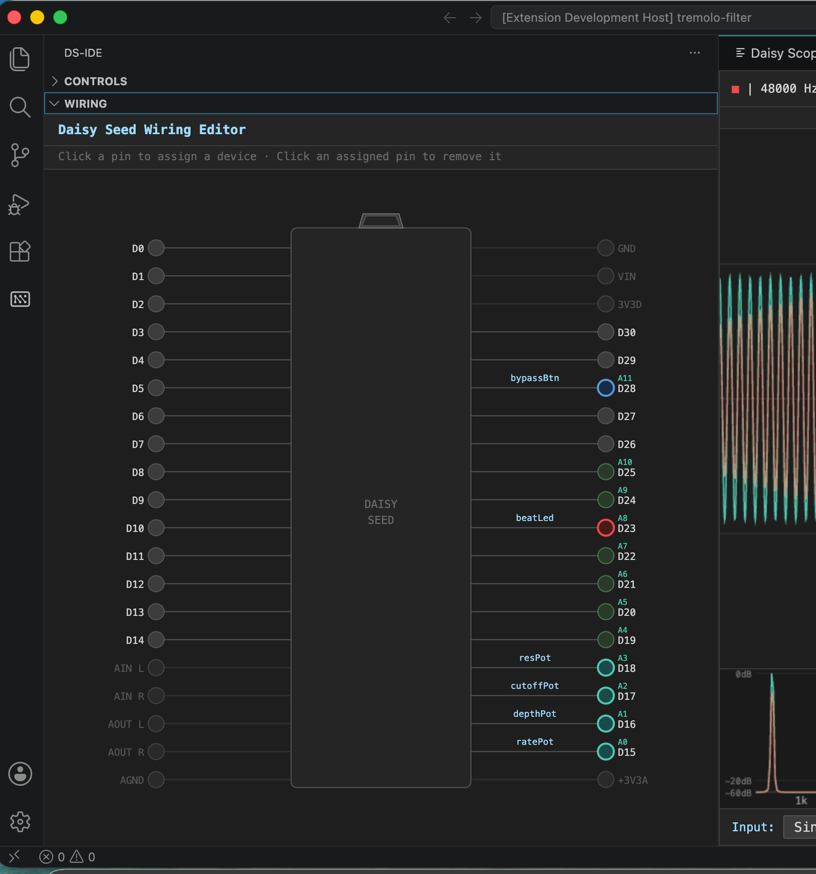 [Extension Development Host] tremolo-filter
DS-IDE
CONTROLS
WIRING
Daisy Seed Wiring Editor
Click a pin to assign a device · Click an assigned pin to remove it
Daisy Scop
48000 Hz
D0
GND
D1
VIN
D2
3V3D
D3
D30
D4
D29
D5
bypassBtn
A11
D28
D6
D27
D7
D26
D8
A10
D25
D9
A9
D24
D10
beatLed
A8
D23
D11
A7
D22
D12
A6
D21
D13
A5
D20
D14
A4
D19
DAISY
SEED
AIN L
resPot
A3
D18
AIN R
cutoffPot
A2
D17
AOUT L
depthPot
A1
D16
AOUT R
ratePot
A0
D15
AGND
+3V3A
0dB
-20dB
-60dB
1k
Input: Sin
0 0